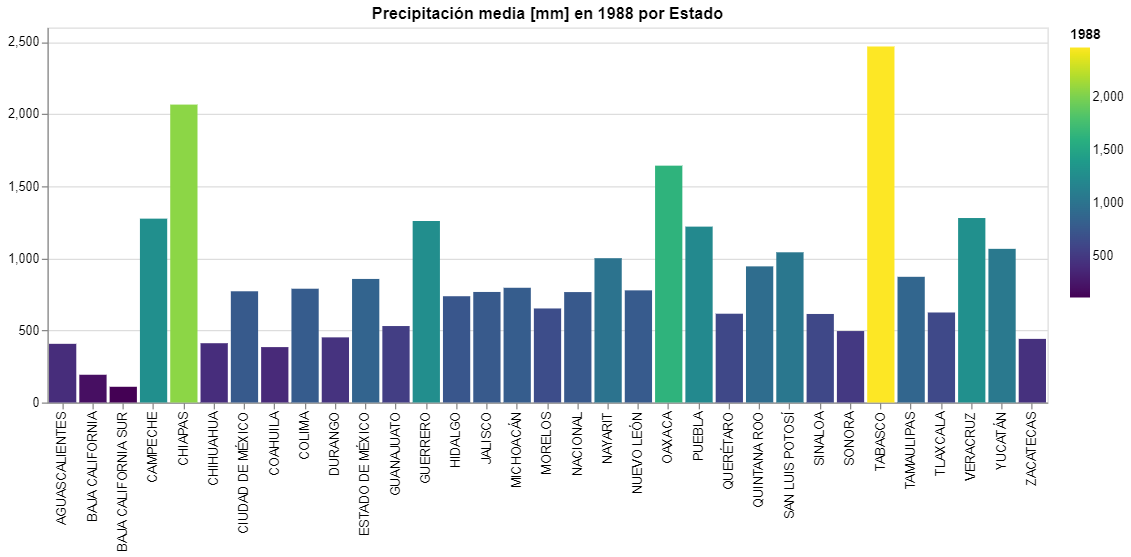 Precipitación media [mm] en 1988 por Estado
2,500
2,000
1,500
1,000
500
0
AGUASCALIENTES
BAJA CALIFORNIA
BAJA CALIFORNIA SUR
CAMPECHE
CHIAPAS
CHIHUAHUA
CIUDAD DE MÉXICO
COAHUILA
COLIMA
DURANGO
ESTADO DE MÉXICO
GUANAJUATO
GUERRERO
HIDALGO
JALISCO
MICHOACÁN
MORELOS
NACIONAL
NAYARIT
NUEVO LEÓN
OAXACA
PUEBLA
QUERÉTARO
QUINTANA ROO
SAN LUIS POTOSÍ
SINALOA
SONORA
TABASCO
TAMAULIPAS
TLAXCALA
VERACRUZ
YUCATÁN
ZACATECAS
1988
2,000
1,500
1,000
500